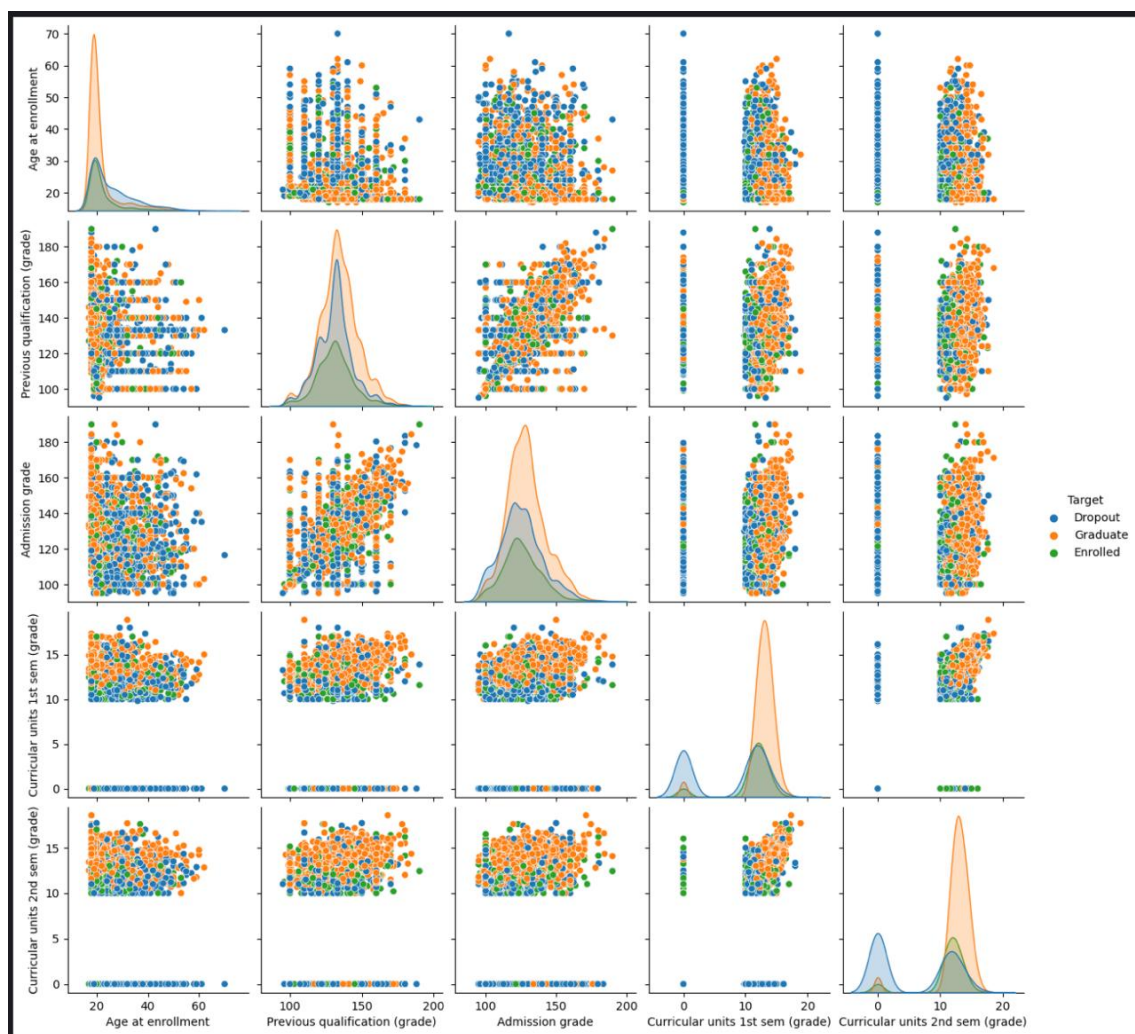 Age at enrollment
70
60
50
40
30
20
Previous qualification (grade)
180
160
140
120
100
Admission grade
180
160
140
120
100
Target
Dropout
Graduate
Enrolled
Curricular units 1st sem (grade)
15
10
5
0
Curricular units 2nd sem (grade)
15
10
5
0
20 40 60
100 150 200
100 150 200
0 10 20
0 10 20
Age at enrollment
Previous qualification (grade)
Admission grade
Curricular units 1st sem (grade)
Curricular units 2nd sem (grade)